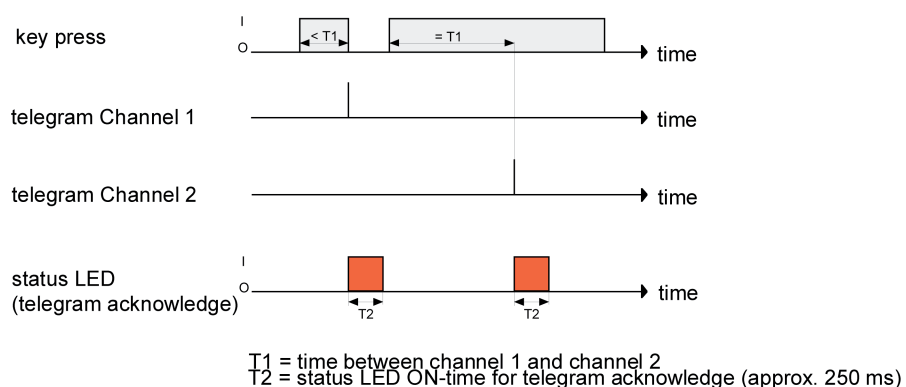 I
key press
< T1
= T1
O
time
telegram Channel 1
time
telegram Channel 2
time
I
status LED
O
time
(telegram acknowledge)
T2
T2
T1 = time between channel 1 and channel 2
T2 = status LED ON-time for telegram acknowledge (approx. 250 ms)